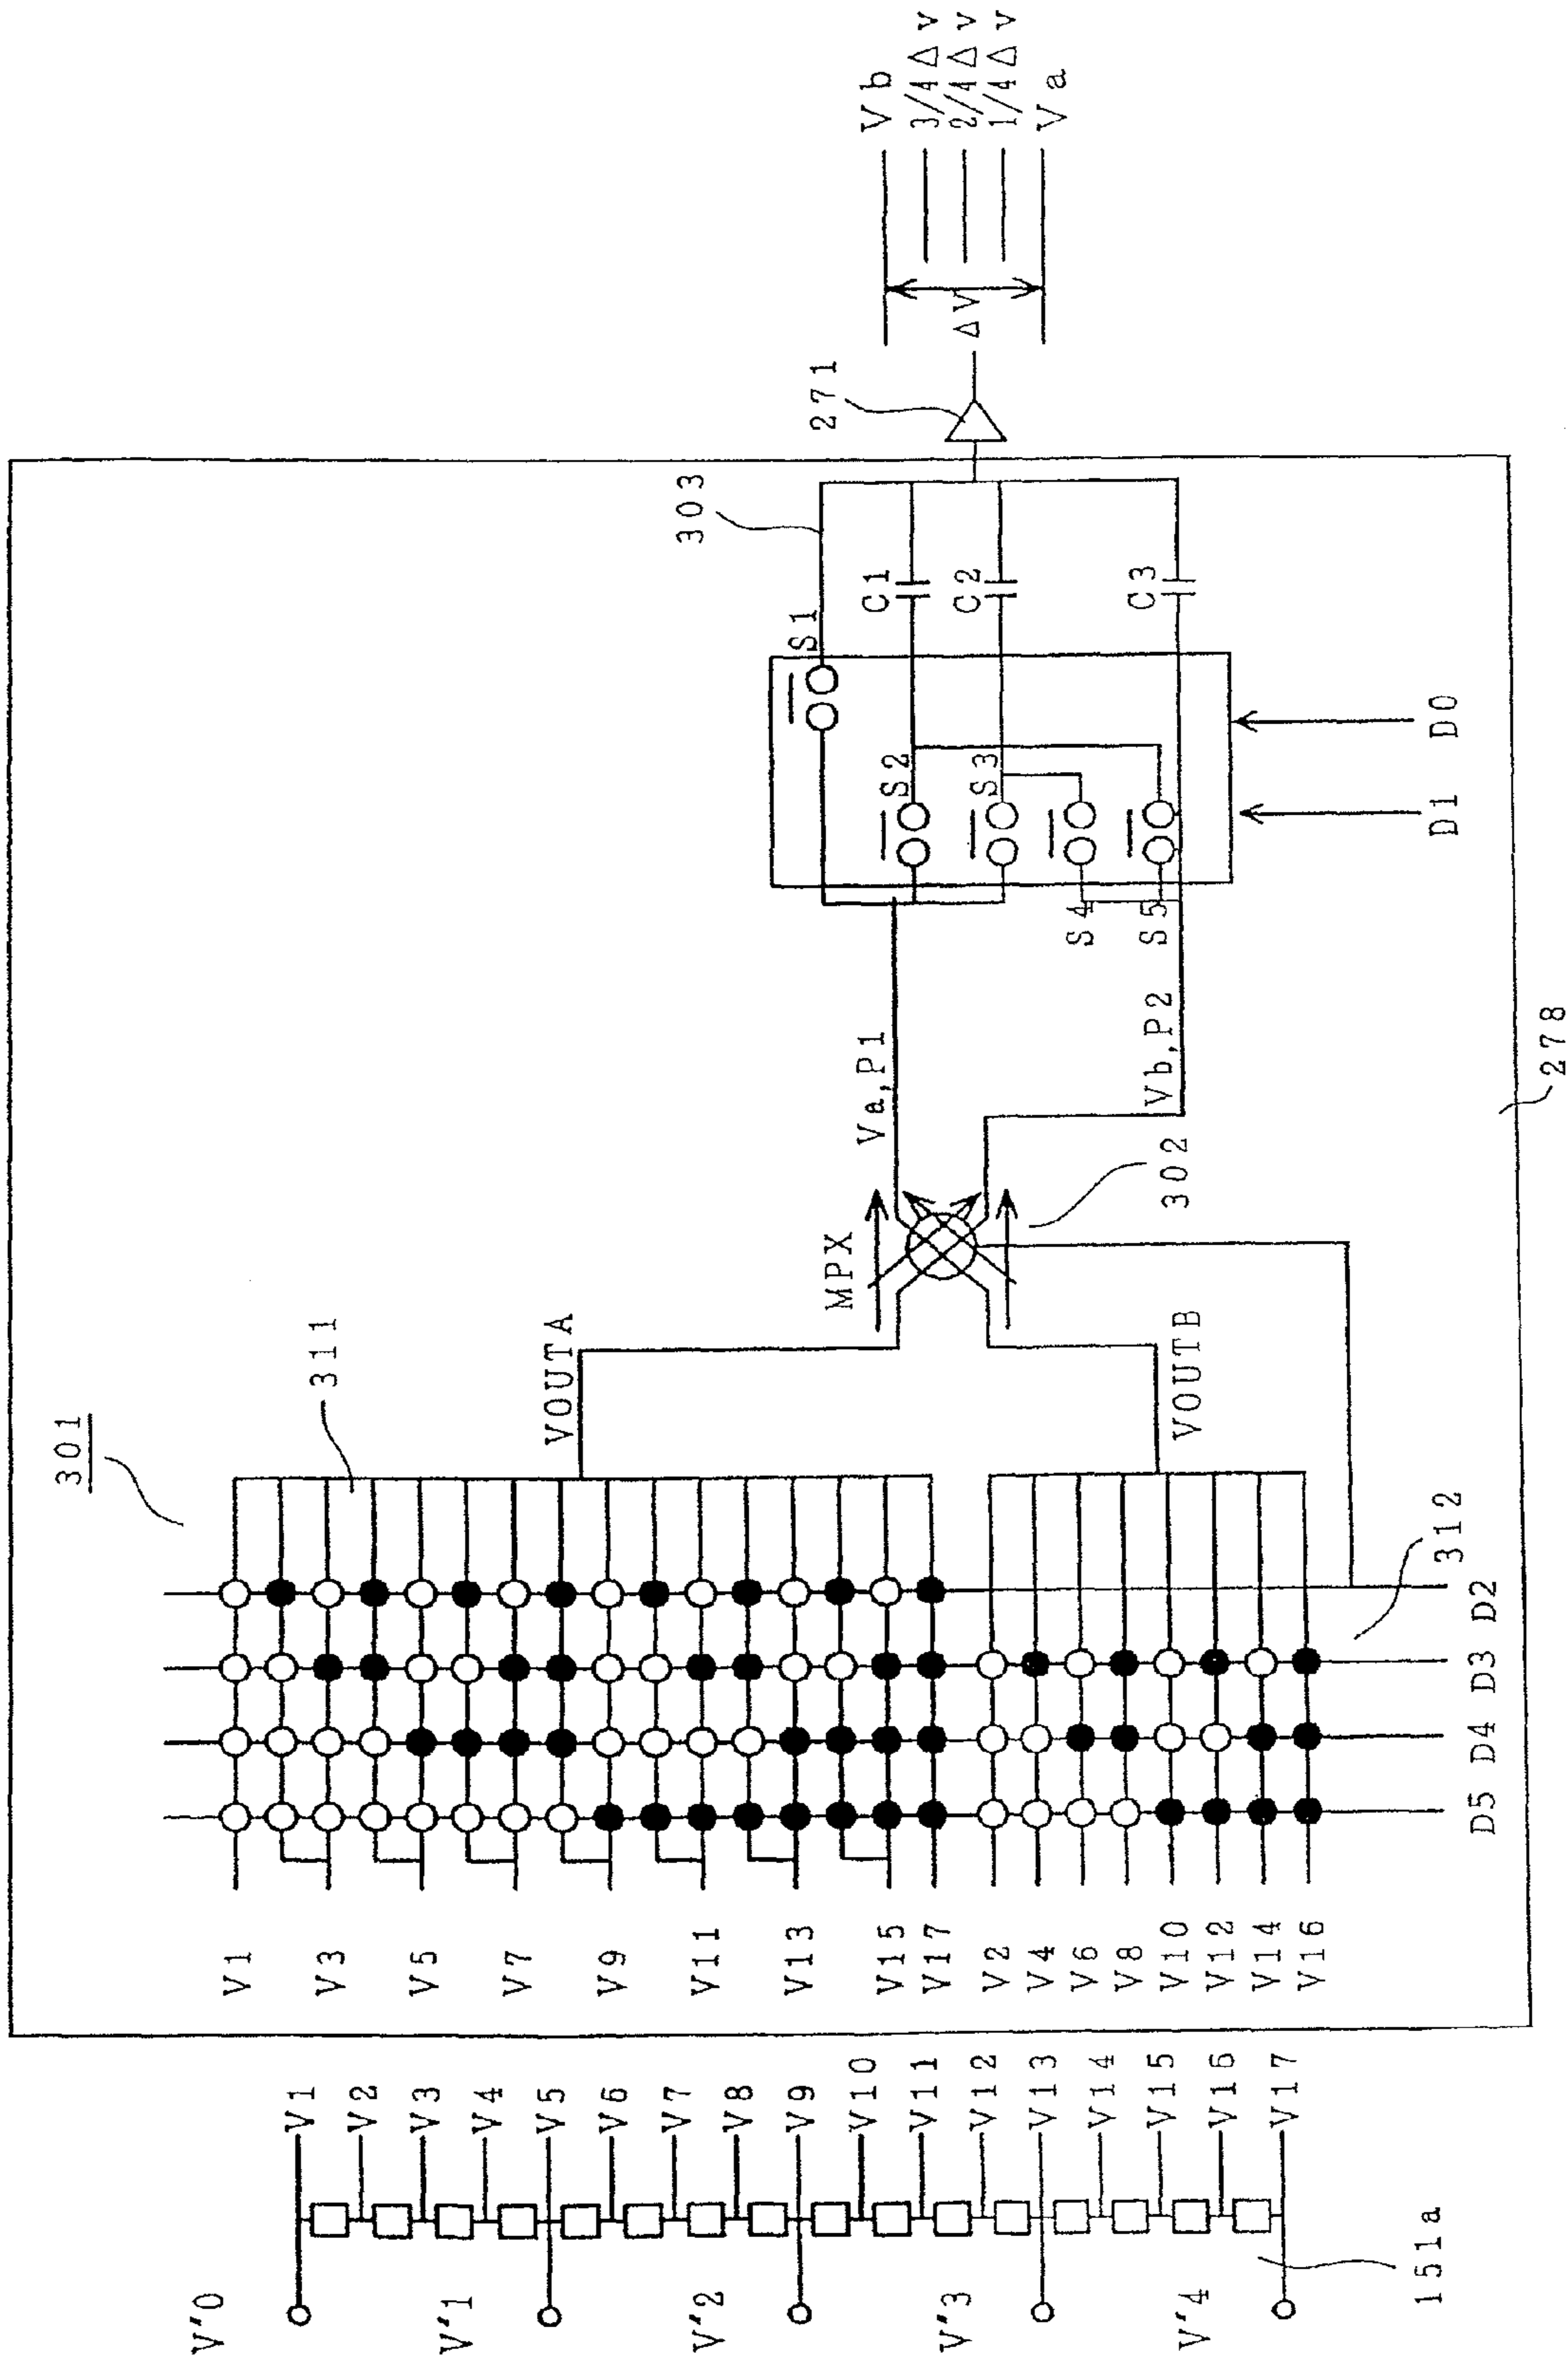 V'0
V'1
V'2
V'3
V'4
151a
V1
V2
V3
V4
V5
V6
V7
V8
V9
V10
V11
V12
V13
V14
V15
V16
V17
V1
V3
V5
V7
V9
V11
V13
V15
V17
V2
V4
V6
V8
V10
V12
V14
V16
D5 D4 D3 D2
301
311
312
VOUTA
VOUTB
MPX
302
Va,P1
Vb,P2
S1
S2
S3
S4
S5
D1
D0
C1
C2
C3
303
278
271
ΔV
Vb
3/4Δv
2/4Δv
1/4Δv
Va